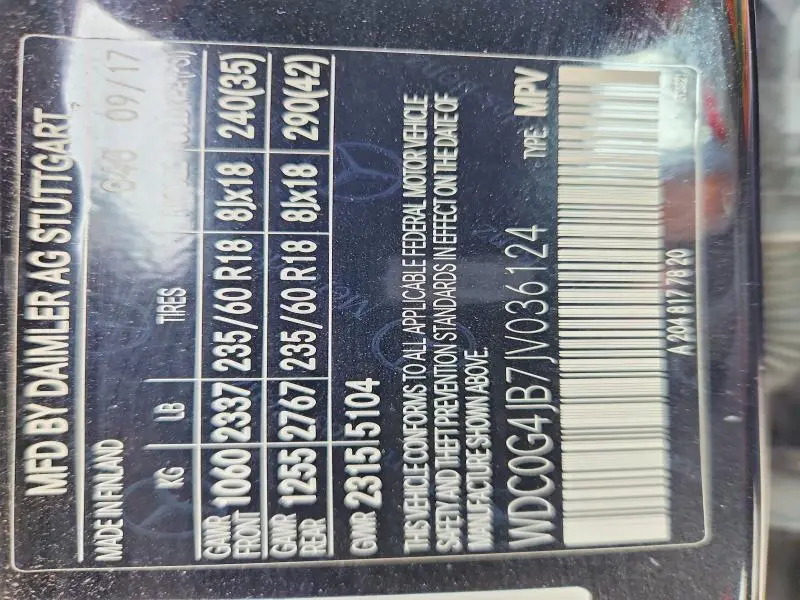 MFD BY DAIMLER AG STUTTGART
MADE IN FINLAND 09/17
KG LB TIRES
GAWR FRONT 1060 2337 235/60 R18 8Jx18 240(35)
GAWR REAR 1255 2767 235/60 R18 8Jx18 290(42)
GVWR 2315 5104
THIS VEHICLE CONFORMS TO ALL APPLICABLE FEDERAL MOTOR VEHICLE
SAFETY AND THEFT PREVENTION STANDARDS IN EFFECT ON THE DATE OF
MANUFACTURE SHOWN ABOVE.
WDC0G4JB7JV036124 TYPE: MPV
A 204 817 78 20